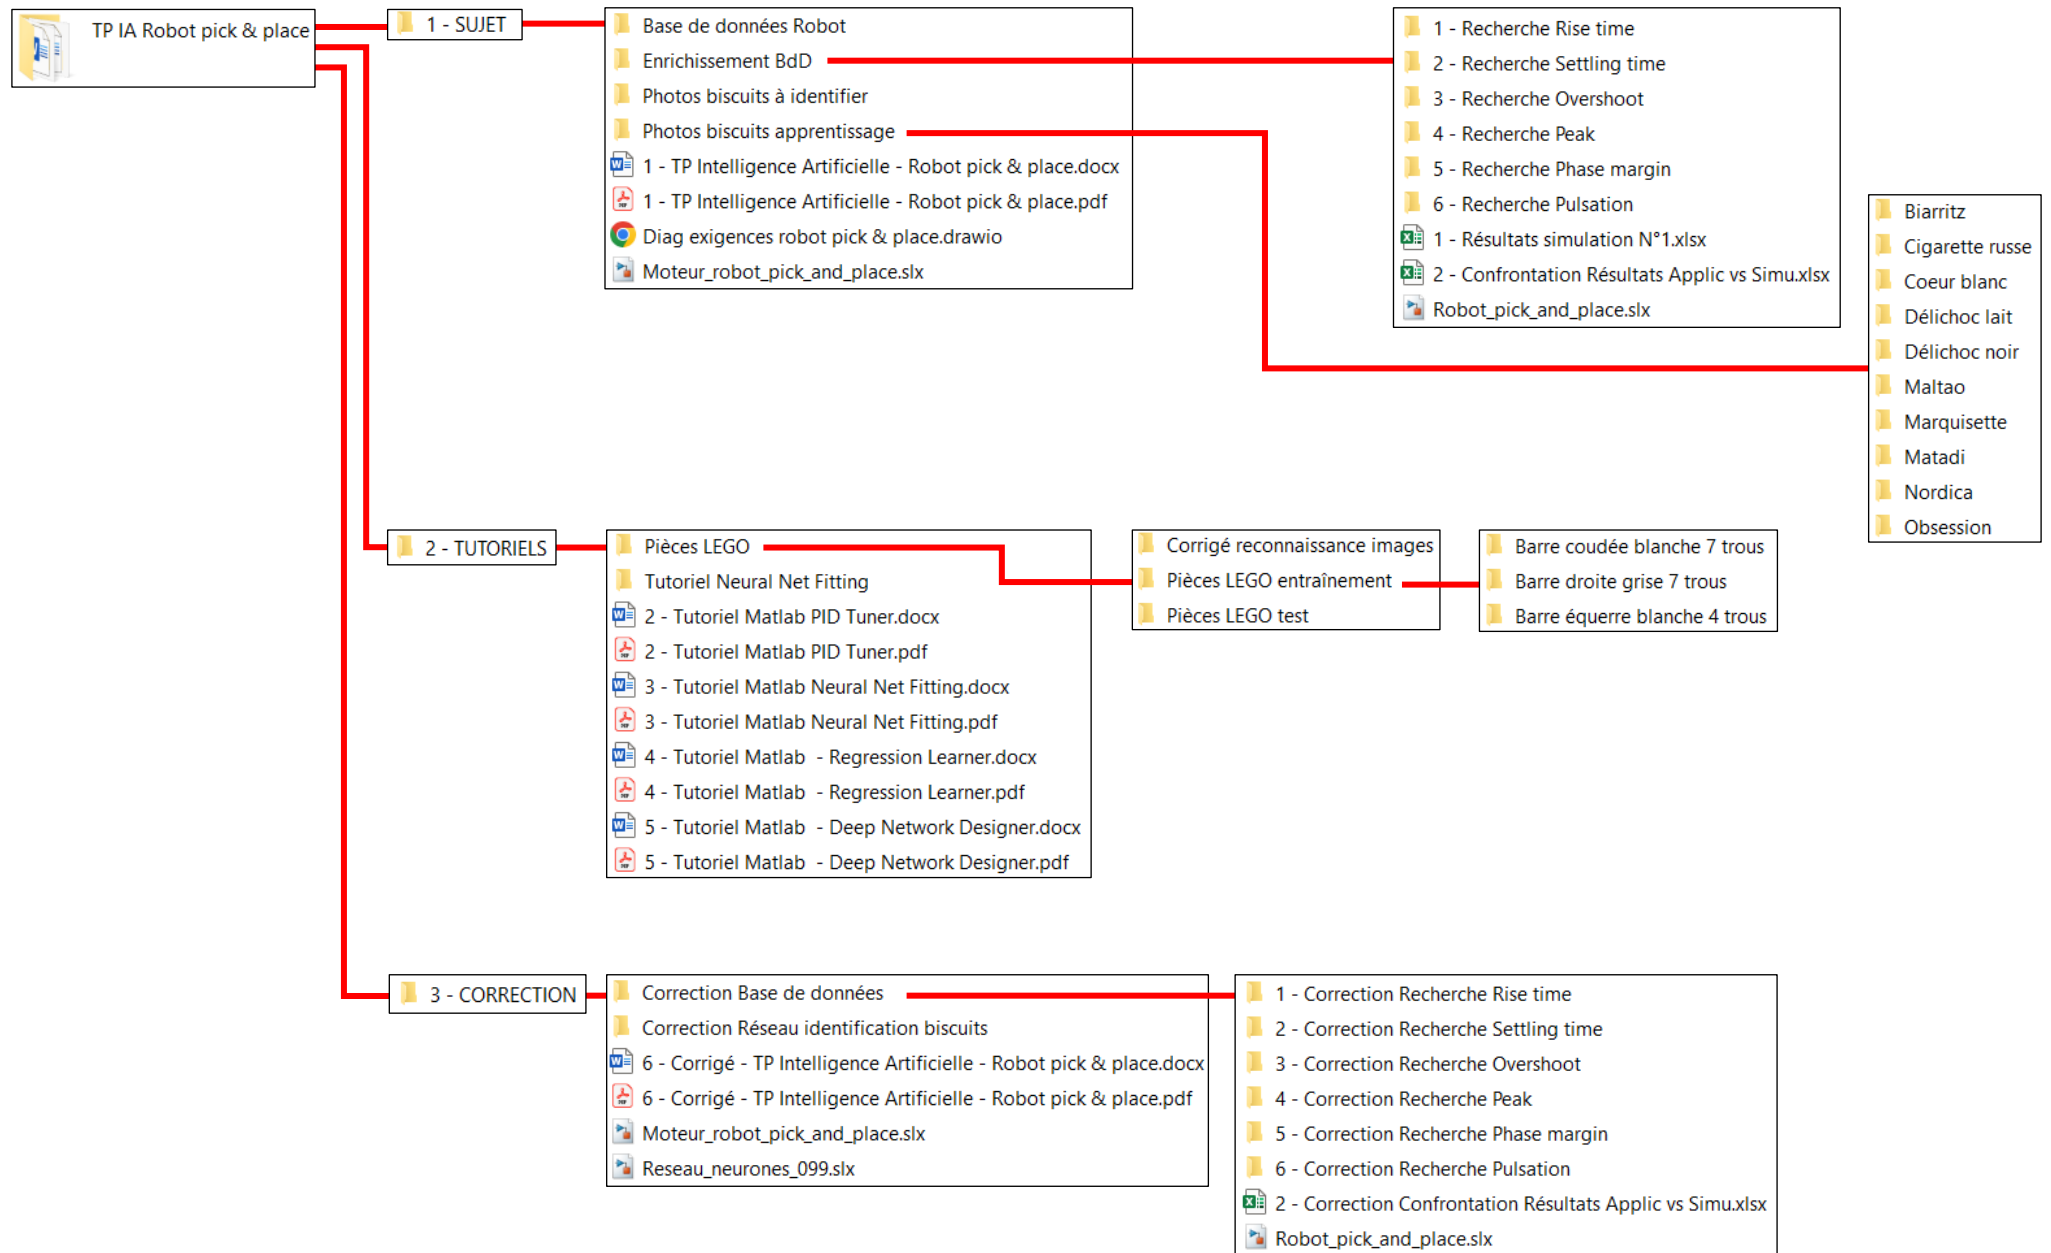 TP IA Robot pick & place
1 - SUJET
Base de données Robot
Enrichissement BdD
Photos biscuits à identifier
Photos biscuits apprentissage
1 - TP Intelligence Artificielle - Robot pick & place.docx
1 - TP Intelligence Artificielle - Robot pick & place.pdf
Diag exigences robot pick & place.drawio
Moteur_robot_pick_and_place.slx
1 - Recherche Rise time
2 - Recherche Settling time
3 - Recherche Overshoot
4 - Recherche Peak
5 - Recherche Phase margin
6 - Recherche Pulsation
1 - Résultats simulation N°1.xlsx
2 - Confrontation Résultats Applic vs Simu.xlsx
Robot_pick_and_place.slx
Biarritz
Cigarette russe
Coeur blanc
Délichoc lait
Délichoc noir
Maltao
Marquisette
Matadi
Nordica
Obsession
2 - TUTORIELS
Pièces LEGO
Tutoriel Neural Net Fitting
2 - Tutoriel Matlab PID Tuner.docx
2 - Tutoriel Matlab PID Tuner.pdf
3 - Tutoriel Matlab Neural Net Fitting.docx
3 - Tutoriel Matlab Neural Net Fitting.pdf
4 - Tutoriel Matlab  - Regression Learner.docx
4 - Tutoriel Matlab  - Regression Learner.pdf
5 - Tutoriel Matlab  - Deep Network Designer.docx
5 - Tutoriel Matlab  - Deep Network Designer.pdf
Corrigé reconnaissance images
Pièces LEGO entraînement
Pièces LEGO test
Barre coudée blanche 7 trous
Barre droite grise 7 trous
Barre équerre blanche 4 trous
3 - CORRECTION
Correction Base de données
Correction Réseau identification biscuits
6 - Corrigé - TP Intelligence Artificielle - Robot pick & place.docx
6 - Corrigé - TP Intelligence Artificielle - Robot pick & place.pdf
Moteur_robot_pick_and_place.slx
Reseau_neurones_099.slx
1 - Correction Recherche Rise time
2 - Correction Recherche Settling time
3 - Correction Recherche Overshoot
4 - Correction Recherche Peak
5 - Correction Recherche Phase margin
6 - Correction Recherche Pulsation
2 - Correction Confrontation Résultats Applic vs Simu.xlsx
Robot_pick_and_place.slx